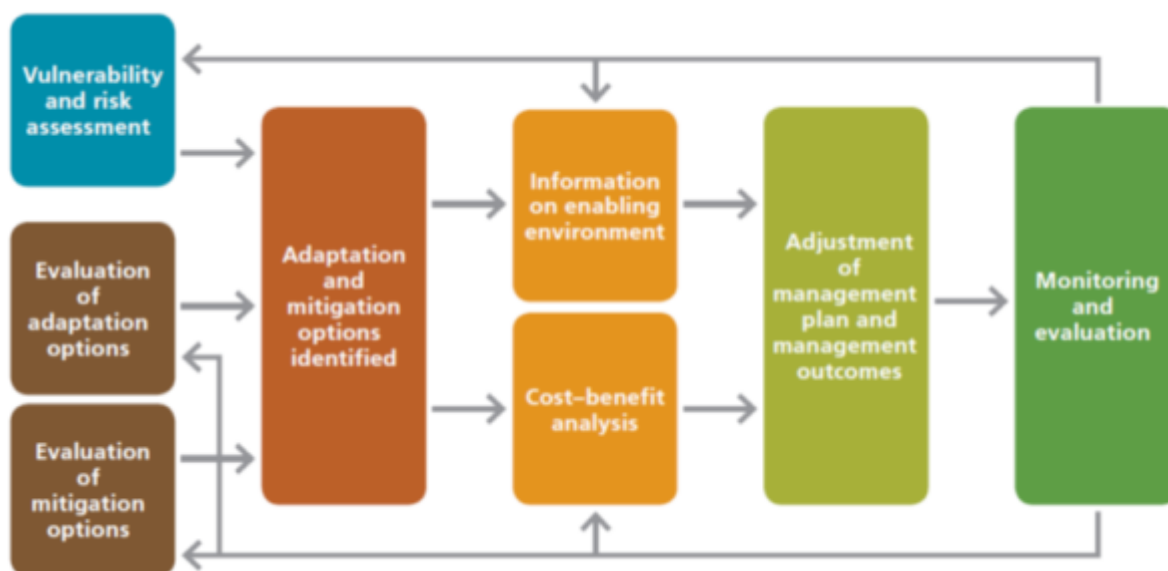 Vulnerability
and risk
assessment
Evaluation
of
adaptation
options
Evaluation
of
mitigation
options
Adaptation
and
mitigation
options
identified
Information
on enabling
environment
Cost–benefit
analysis
Adjustment
of
management
plan and
management
outcomes
Monitoring
and
evaluation